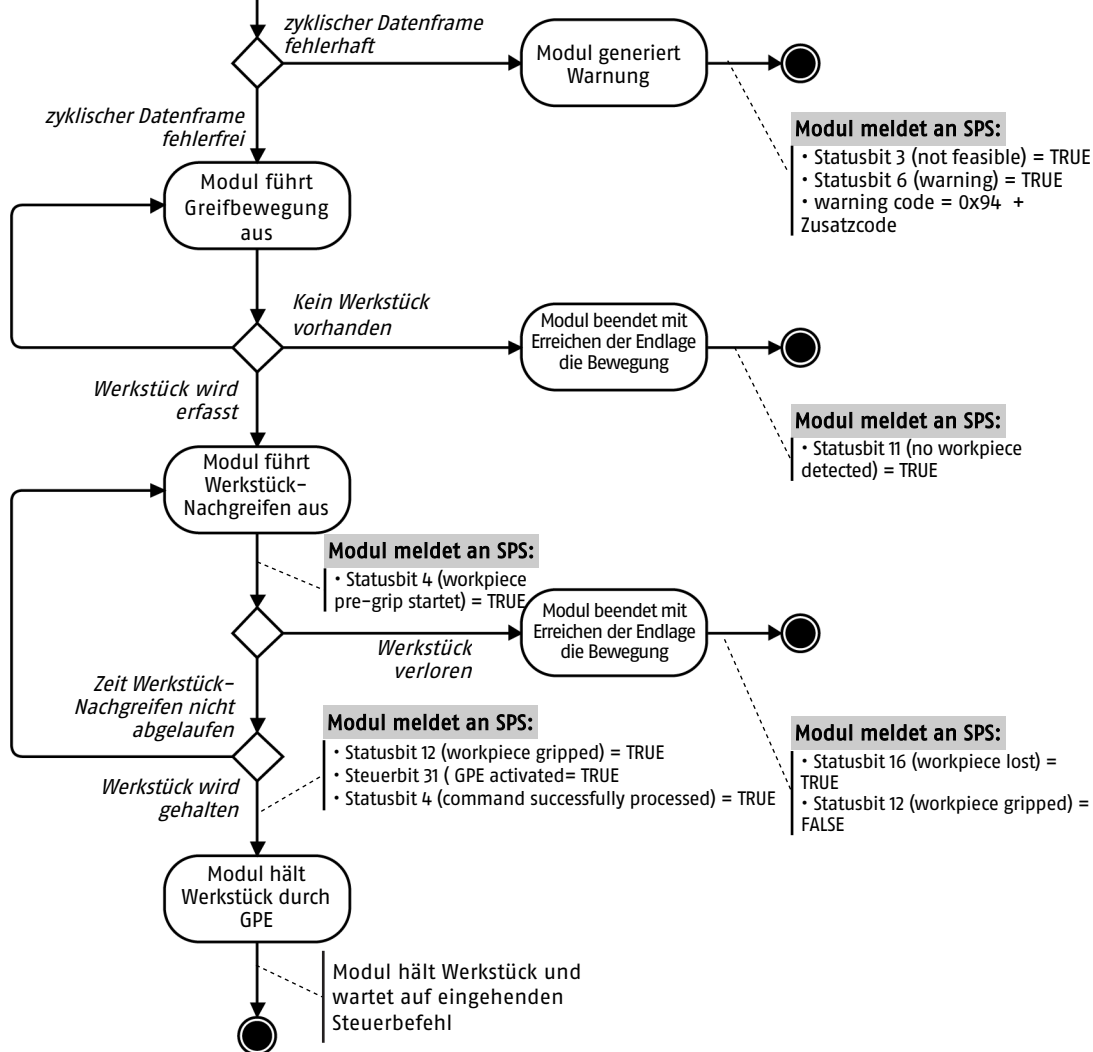 zyklischer Datenframe
fehlerhaft
Modul generiert
Warnung
zyklischer Datenframe
fehlerfrei
Modul meldet an SPS:
• Statusbit 3 (not feasible) = TRUE
• Statusbit 6 (warning) = TRUE
• warning code = 0x94 +
Zusatzcode
Modul führt
Greifbewegung
aus
Kein Werkstück
vorhanden
Modul beendet mit
Erreichen der Endlage
die Bewegung
Werkstück wird
erfasst
Modul meldet an SPS:
• Statusbit 11 (no workpiece
detected) = TRUE
Modul führt
Werkstück-
Nachgreifen aus
Modul meldet an SPS:
• Statusbit 4 (workpiece
pre-grip startet) = TRUE
Modul beendet mit
Erreichen der Endlage
die Bewegung
Werkstück
verloren
Zeit Werkstück-
Nachgreifen nicht
abgelaufen
Modul meldet an SPS:
• Statusbit 12 (workpiece gripped) = TRUE
• Steuerbit 31 ( GPE activated= TRUE
• Statusbit 4 (command successfully processed) = TRUE
Modul meldet an SPS:
• Statusbit 16 (workpiece lost) =
TRUE
• Statusbit 12 (workpiece gripped) =
FALSE
Werkstück wird
gehalten
Modul hält
Werkstück durch
GPE
Modul hält Werkstück und
wartet auf eingehenden
Steuerbefehl